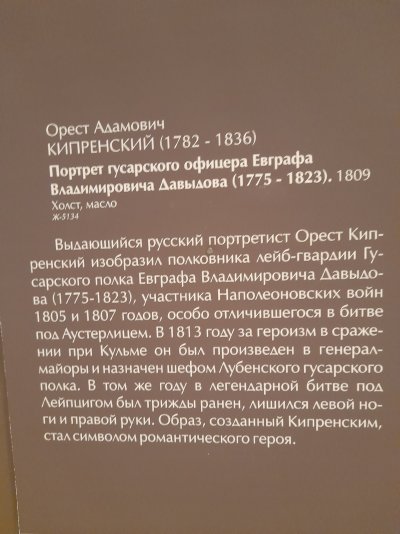 Орест Адамович
КИПРЕНСКИЙ (1782 - 1836)
Портрет гусарского офицера Евграфа
Владимировича Давыдова (1775 - 1823). 1809
Холст, масло
Ж-5134
Выдающийся русский портретист Орест Кип-
ренский изобразил полковника лейб-гвардии Гу-
сарского полка Евграфа Владимировича Давыдо-
ва (1775-1823), участника Наполеоновских войн
1805 и 1807 годов, особо отличившегося в битве
под Аустерлицем. В 1813 году за героизм в сраже-
нии при Кульме он был произведен в генерал-
майоры и назначен шефом Лубенского гусарского
полка. В том же году в легендарной битве под
Лейпцигом был трижды ранен, лишился левой но-
ги и правой руки. Образ, созданный Кипренским,
стал символом романтического героя.